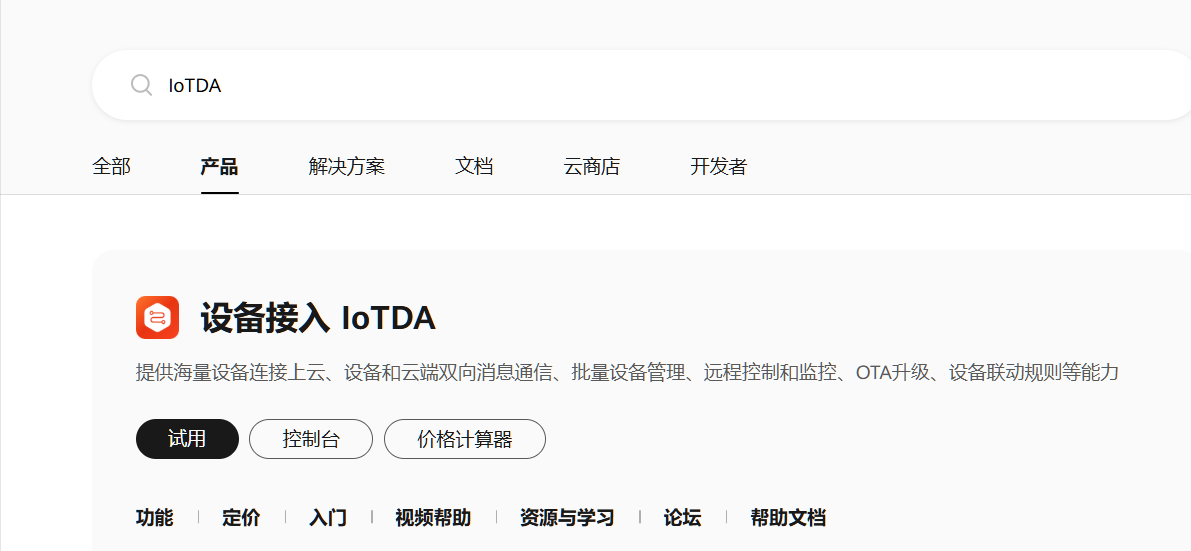 IoTDA
全部 产品 解决方案 文档 云商店 开发者
设备接入 IoTDA
提供海量设备连接上云、设备和云端双向消息通信、批量设备管理、远程控制和监控、OTA升级、设备联动规则等能力
试用 控制台 价格计算器
功能 | 定价 | 入门 | 视频帮助 | 资源与学习 | 论坛 | 帮助文档